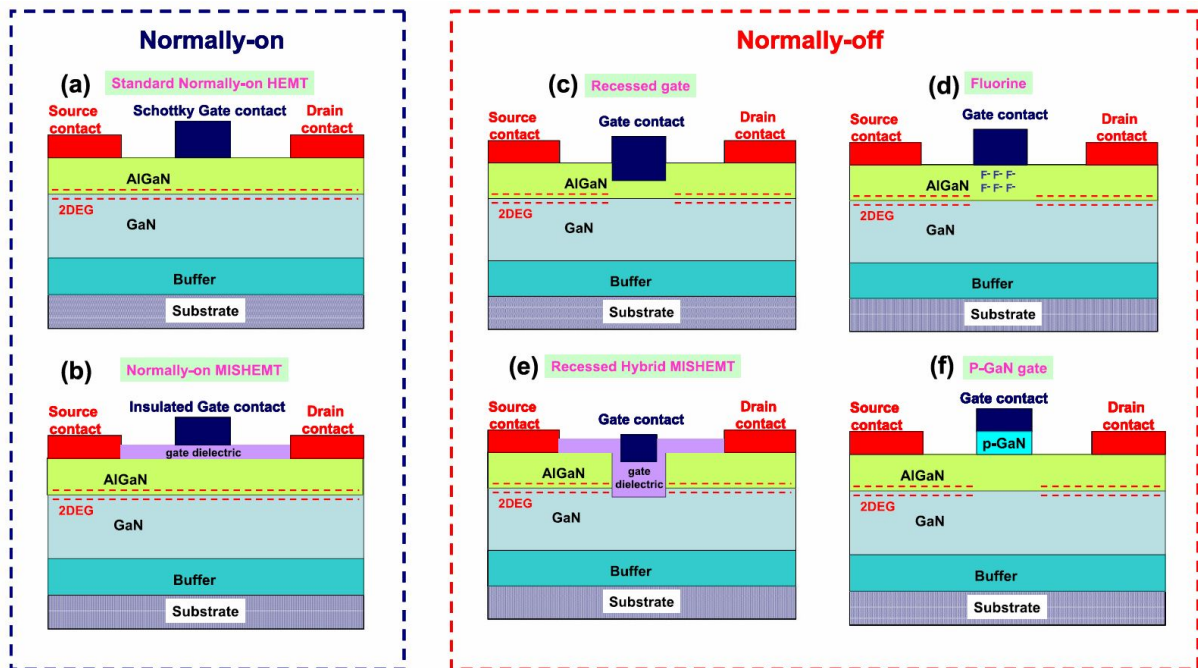 Normally-on
(a)
Standard Normally-on HEMT
Source
contact
Schottky Gate contact
Drain
contact
AlGaN
2DEG
GaN
Buffer
Substrate
(b)
Normally-on MISHEMT
Source
contact
Insulated Gate contact
Drain
contact
gate dielectric
AlGaN
2DEG
GaN
Buffer
Substrate
Normally-off
(c)
Recessed gate
Source
contact
Gate contact
Drain
contact
AlGaN
2DEG
GaN
Buffer
Substrate
(d)
Fluorine
Source
contact
Gate contact
Drain
contact
F- F- F-
AlGaN
F- F- F-
2DEG
GaN
Buffer
Substrate
(e)
Recessed Hybrid MISHEMT
Source
contact
Gate contact
Drain
contact
AlGaN
gate
dielectric
2DEG
GaN
Buffer
Substrate
(f)
P-GaN gate
Source
contact
Gate contact
Drain
contact
p-GaN
AlGaN
2DEG
GaN
Buffer
Substrate